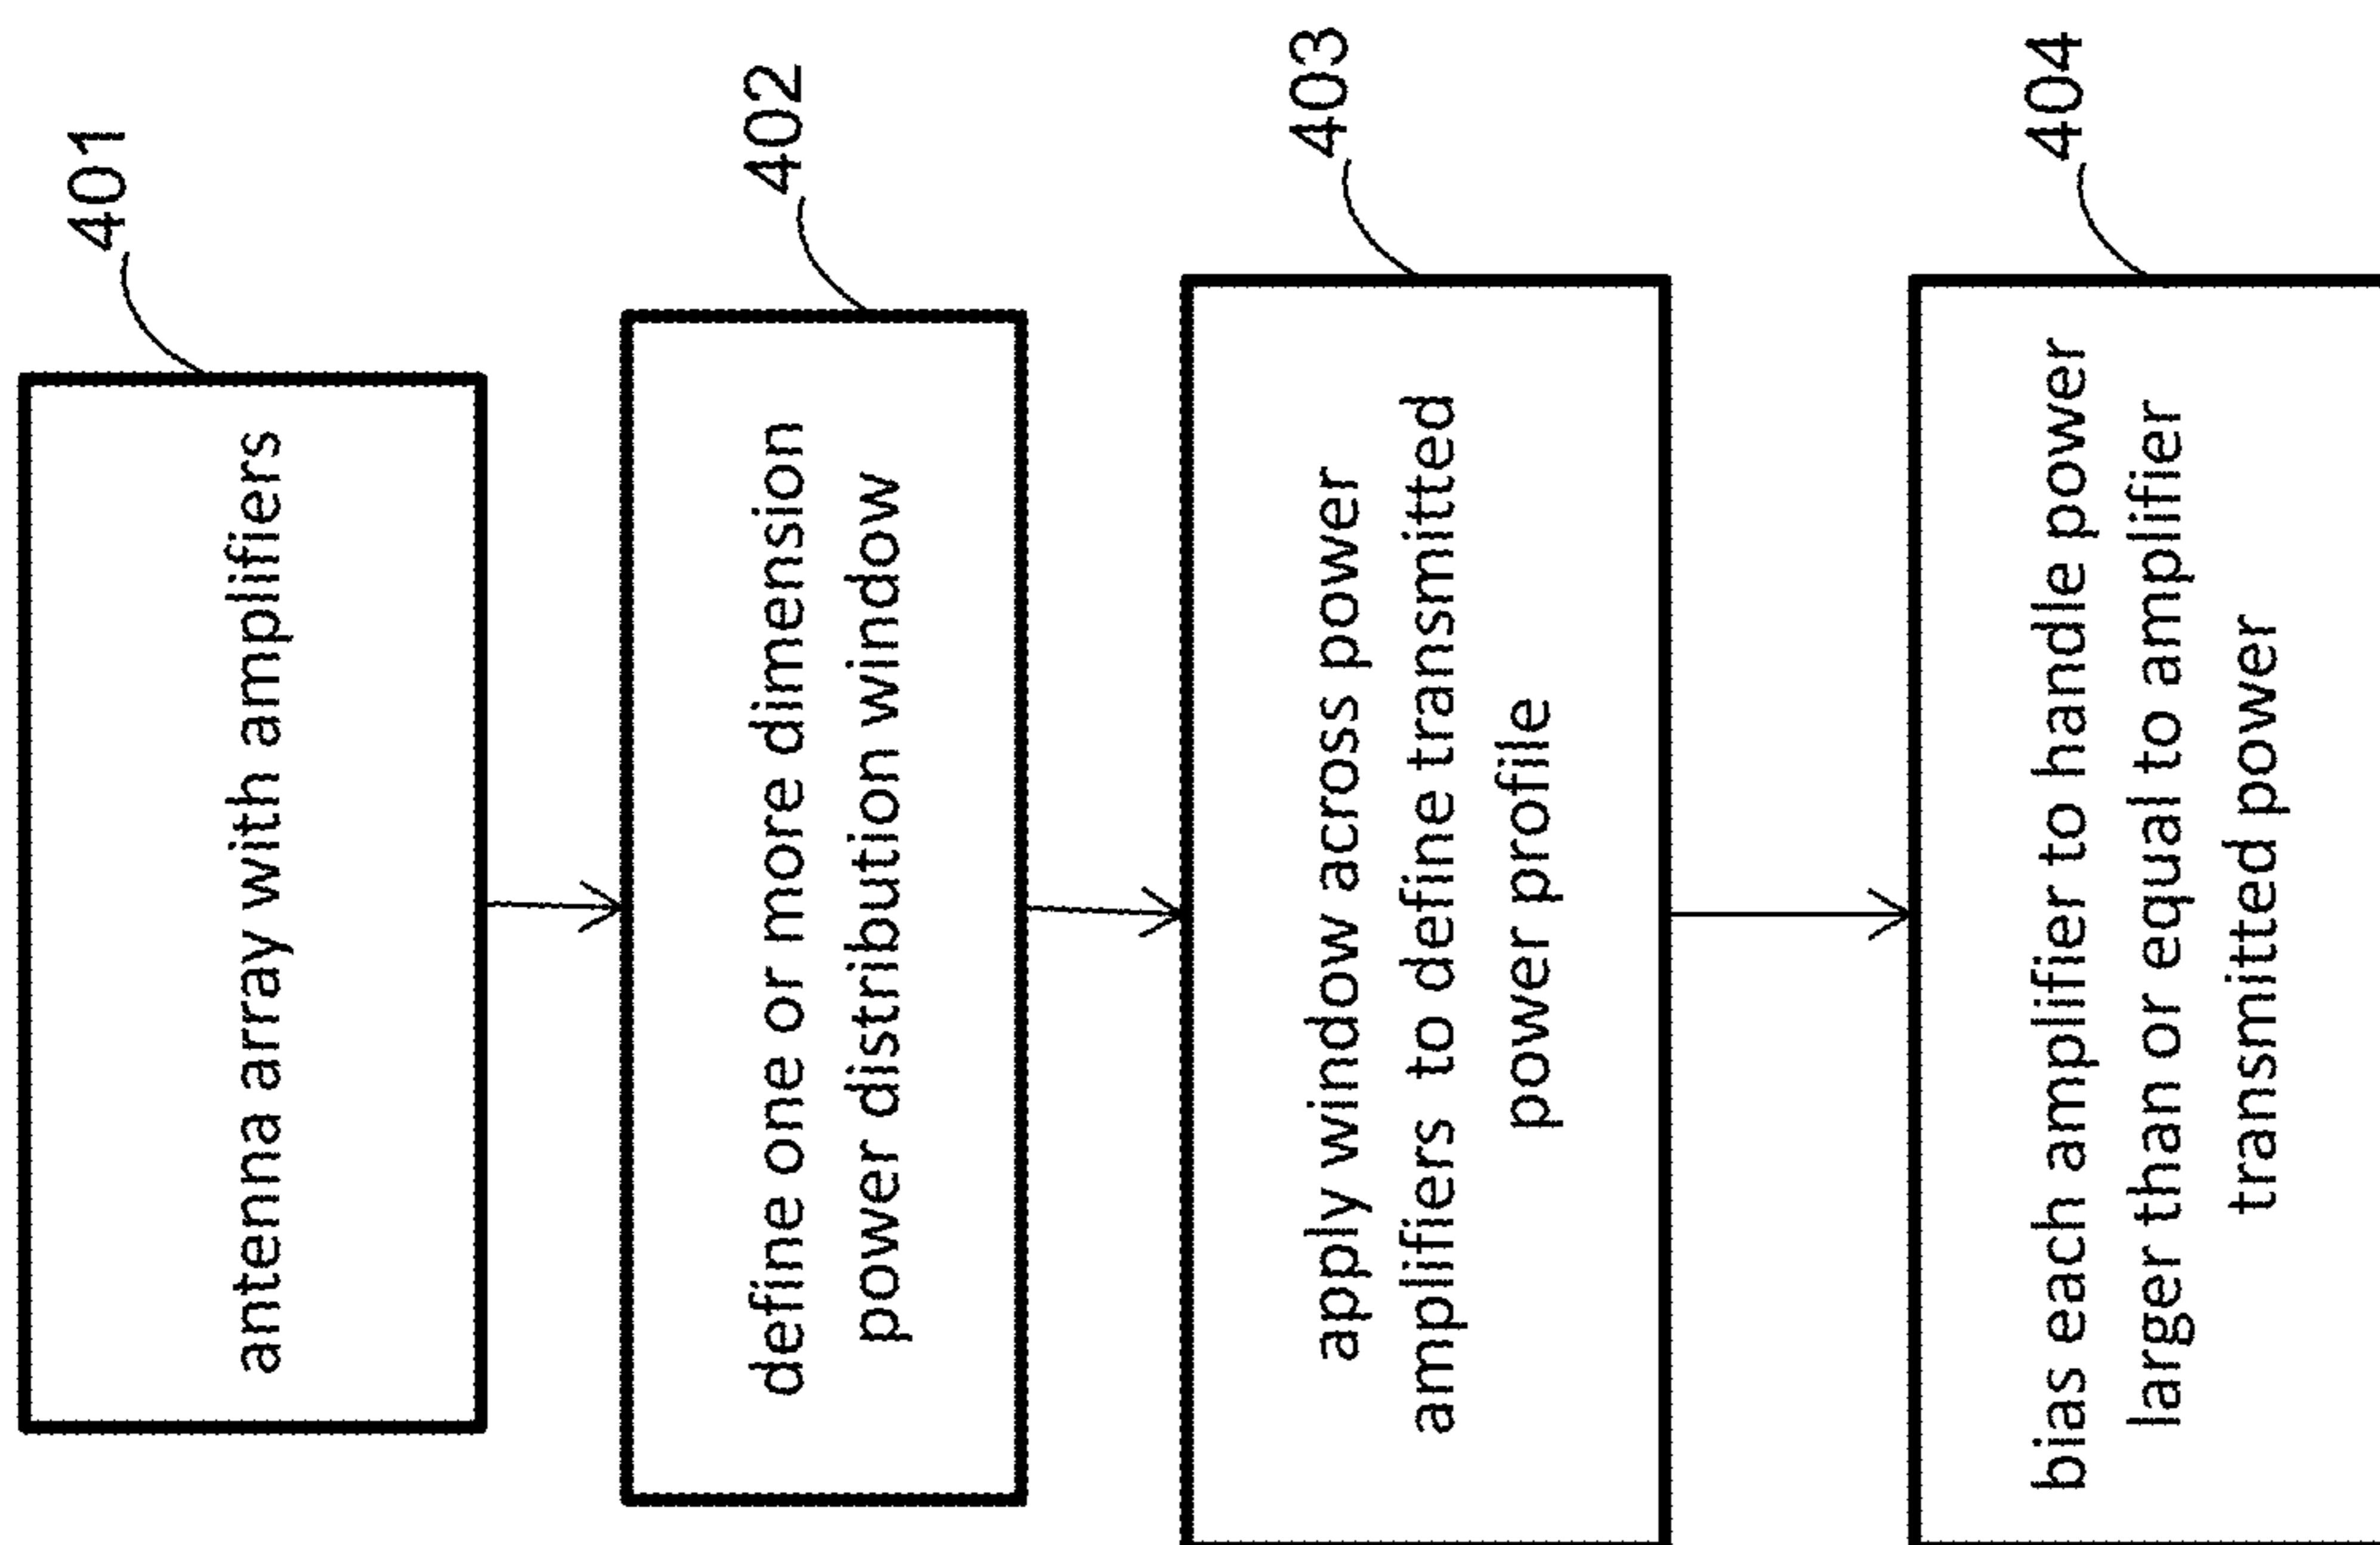 401
antenna array with amplifiers
402
define one or more dimension
power distribution window
403
apply window across power
amplifiers to define transmitted
power profile
404
bias each amplifier to handle power
larger than or equal to amplifier
transmitted power